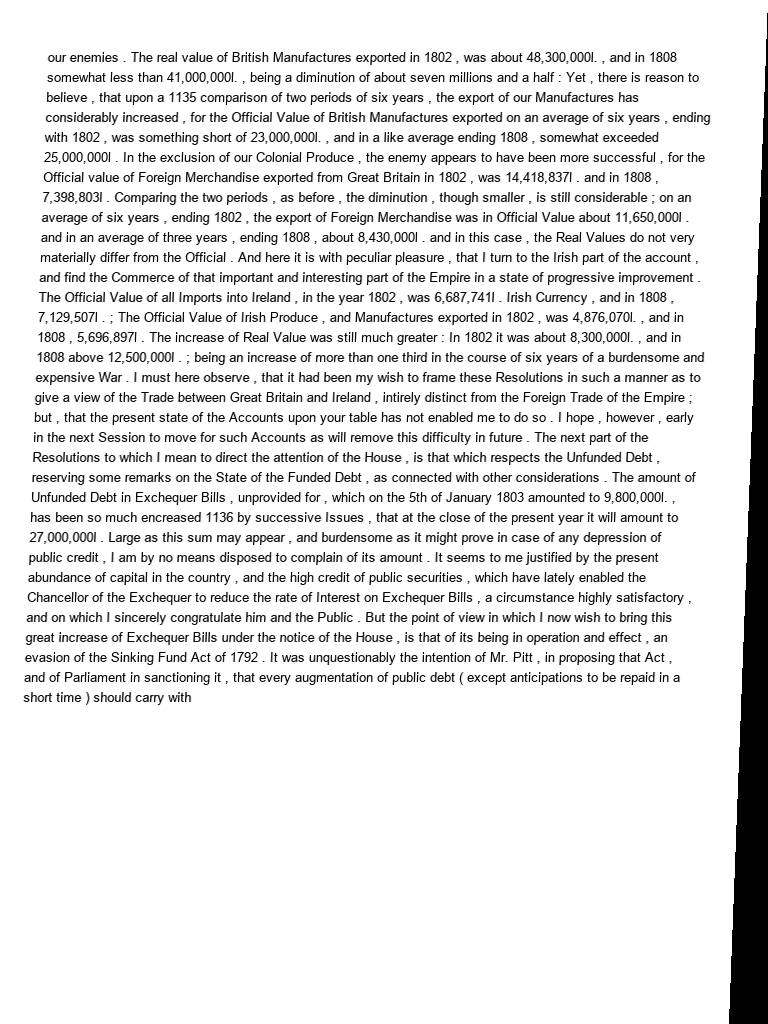 our enemies . The real value of British Manufactures exported in 1802 , was about 48,300,000l. , and in 1808
somewhat less than 41,000,000l. , being a diminution of about seven millions and a half : Yet , there is reason to
believe , that upon a 1135 comparison of two periods of six years , the export of our Manufactures has
considerably increased , for the Official Value of British Manufactures exported on an average of six years , ending
with 1802 , was something short of 23,000,000l. , and in a like average ending 1808 , somewhat exceeded
25,000,000l . In the exclusion of our Colonial Produce , the enemy appears to have been more successful , for the
Official value of Foreign Merchandise exported from Great Britain in 1802 , was 14,418,837l . and in 1808 ,
7,398,803l . Comparing the two periods , as before , the diminution , though smaller , is still considerable ; on an
average of six years , ending 1802 , the export of Foreign Merchandise was in Official Value about 11,650,000l .
and in an average of three years , ending 1808 , about 8,430,000l . and in this case , the Real Values do not very
materially differ from the Official . And here it is with peculiar pleasure , that I turn to the Irish part of the account ,
and find the Commerce of that important and interesting part of the Empire in a state of progressive improvement .
The Official Value of all Imports into Ireland , in the year 1802 , was 6,687,741l . Irish Currency , and in 1808 ,
7,129,507l . ; The Official Value of Irish Produce , and Manufactures exported in 1802 , was 4,876,070l. , and in
1808 , 5,696,897l . The increase of Real Value was still much greater : In 1802 it was about 8,300,000l. , and in
1808 above 12,500,000l . ; being an increase of more than one third in the course of six years of a burdensome and
expensive War . I must here observe , that it had been my wish to frame these Resolutions in such a manner as to
give a view of the Trade between Great Britain and Ireland , intirely distinct from the Foreign Trade of the Empire ;
but , that the present state of the Accounts upon your table has not enabled me to do so . I hope , however , early
in the next Session to move for such Accounts as will remove this difficulty in future . The next part of the
Resolutions to which I mean to direct the attention of the House , is that which respects the Unfunded Debt ,
reserving some remarks on the State of the Funded Debt , as connected with other considerations . The amount of
Unfunded Debt in Exchequer Bills , unprovided for , which on the 5th of January 1803 amounted to 9,800,000l. ,
has been so much encreased 1136 by successive Issues , that at the close of the present year it will amount to
27,000,000l . Large as this sum may appear , and burdensome as it might prove in case of any depression of
public credit , I am by no means disposed to complain of its amount . It seems to me justified by the present
abundance of capital in the country , and the high credit of public securities , which have lately enabled the
Chancellor of the Exchequer to reduce the rate of Interest on Exchequer Bills , a circumstance highly satisfactory ,
and on which I sincerely congratulate him and the Public . But the point of view in which I now wish to bring this
great increase of Exchequer Bills under the notice of the House , is that of its being in operation and effect , an
evasion of the Sinking Fund Act of 1792 . It was unquestionably the intention of Mr. Pitt , in proposing that Act ,
and of Parliament in sanctioning it , that every augmentation of public debt ( except anticipations to be repaid in a
short time ) should carry with